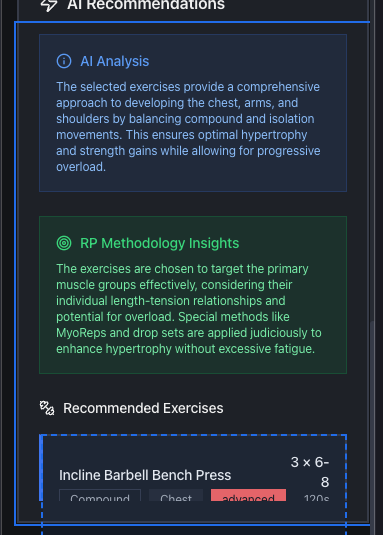 AI Recommendations
AI Analysis
The selected exercises provide a comprehensive
approach to developing the chest, arms, and
shoulders by balancing compound and isolation
movements. This ensures optimal hypertrophy
and strength gains while allowing for progressive
overload.
RP Methodology Insights
The exercises are chosen to target the primary
muscle groups effectively, considering their
individual length-tension relationships and
potential for overload. Special methods like
MyoReps and drop sets are applied judiciously to
enhance hypertrophy without excessive fatigue.
Recommended Exercises
Incline Barbell Bench Press 3 × 6-
8
Compound Chest advanced 120s